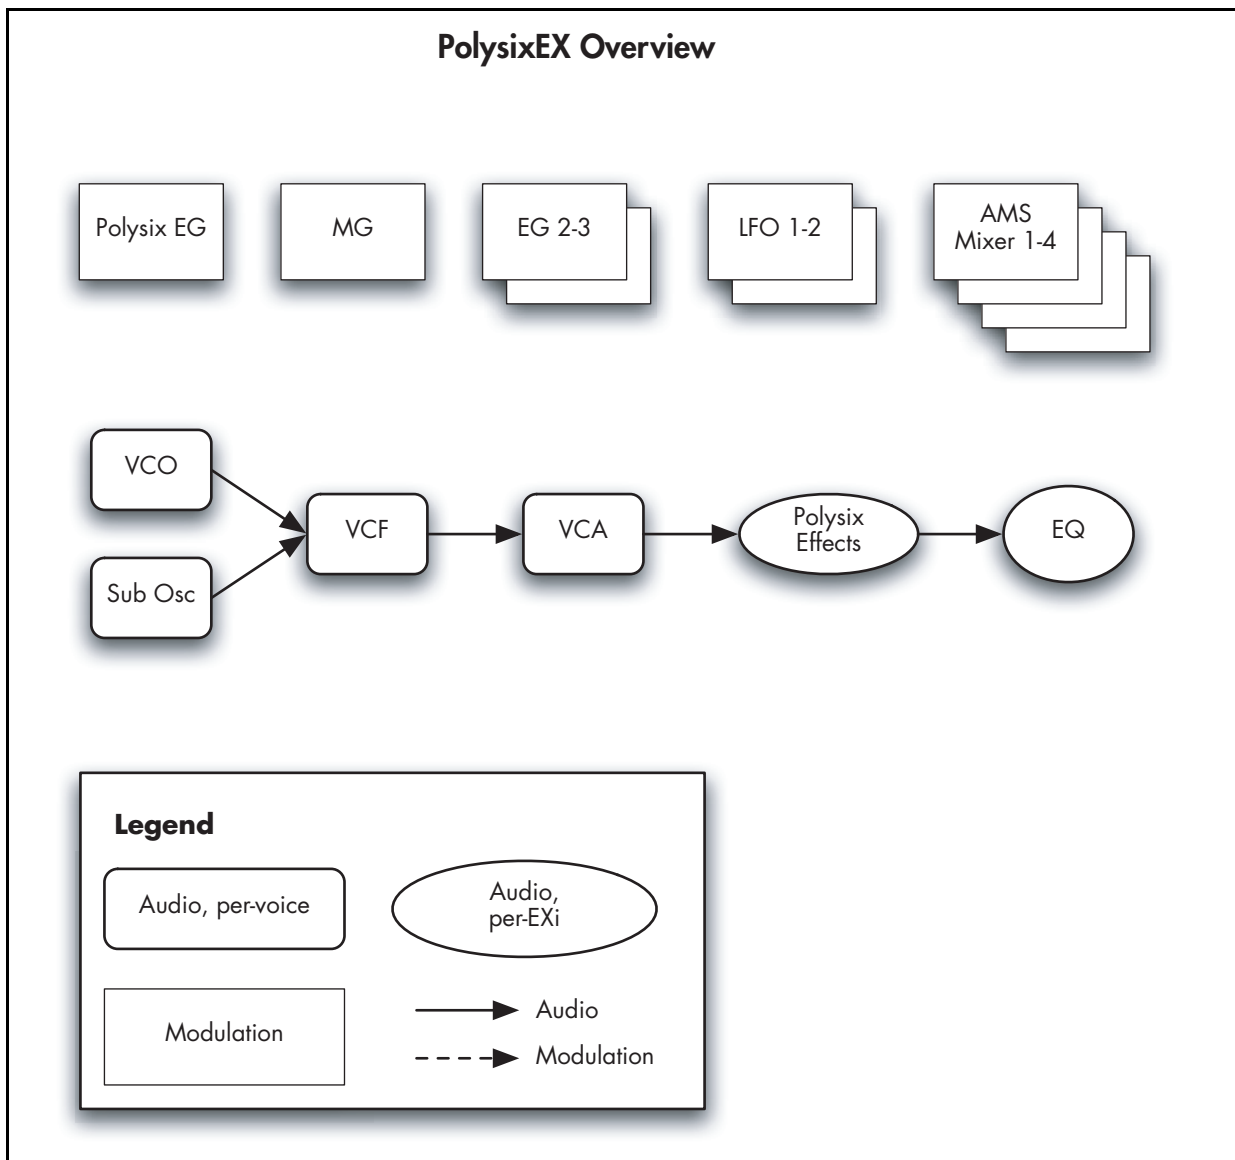 PolysixEX Overview
Polysix EG
MG
EG 2-3
LFO 1-2
AMS
Mixer 1-4
VCO
Sub Osc
VCF
VCA
Polysix
Effects
EQ
Legend
Audio, per-voice
Audio,
per-EXi
Modulation
Audio
Modulation